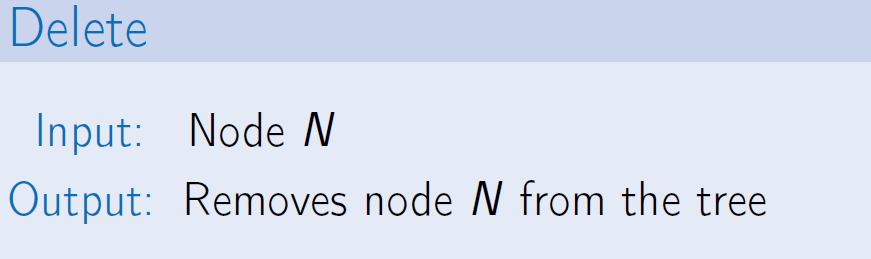 Delete
Input: Node N
Output: Removes node N from the tree